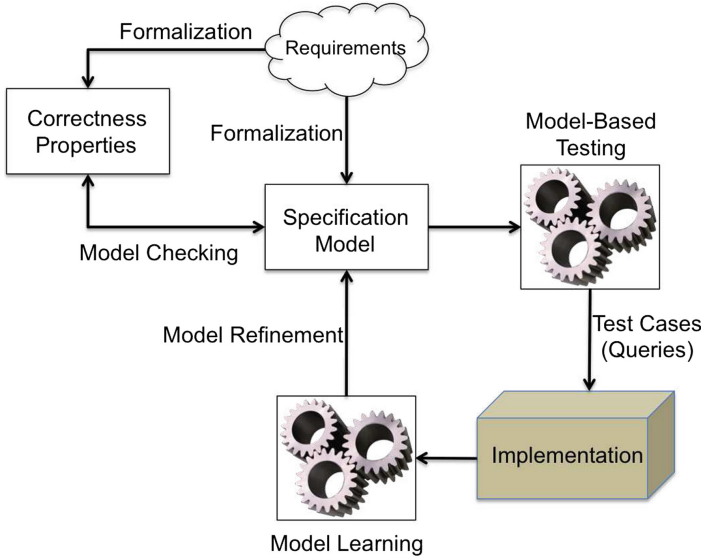 Formalization
Requirements
Correctness
Properties
Formalization
Model-Based
Testing
Specification
Model
Model Checking
Model Refinement
Test Cases
(Queries)
Implementation
Model Learning